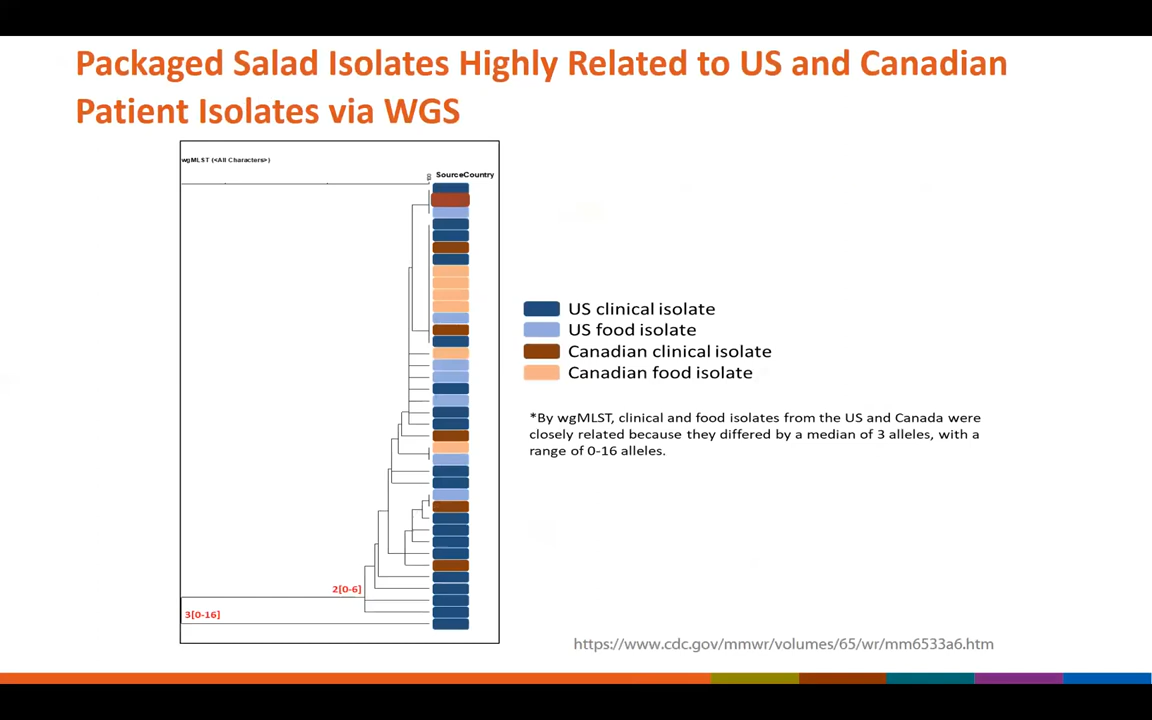 Packaged Salad Isolates Highly Related to US and Canadian
Patient Isolates via WGS
wgMLST (<All Characters>)
100
SourceCountry
US clinical isolate
US food isolate
Canadian clinical isolate
Canadian food isolate
*By wgMLST, clinical and food isolates from the US and Canada were
closely related because they differed by a median of 3 alleles, with a
range of 0-16 alleles.
2[0-6]
3[0-16]
https://www.cdc.gov/mmwr/volumes/65/wr/mm6533a6.htm